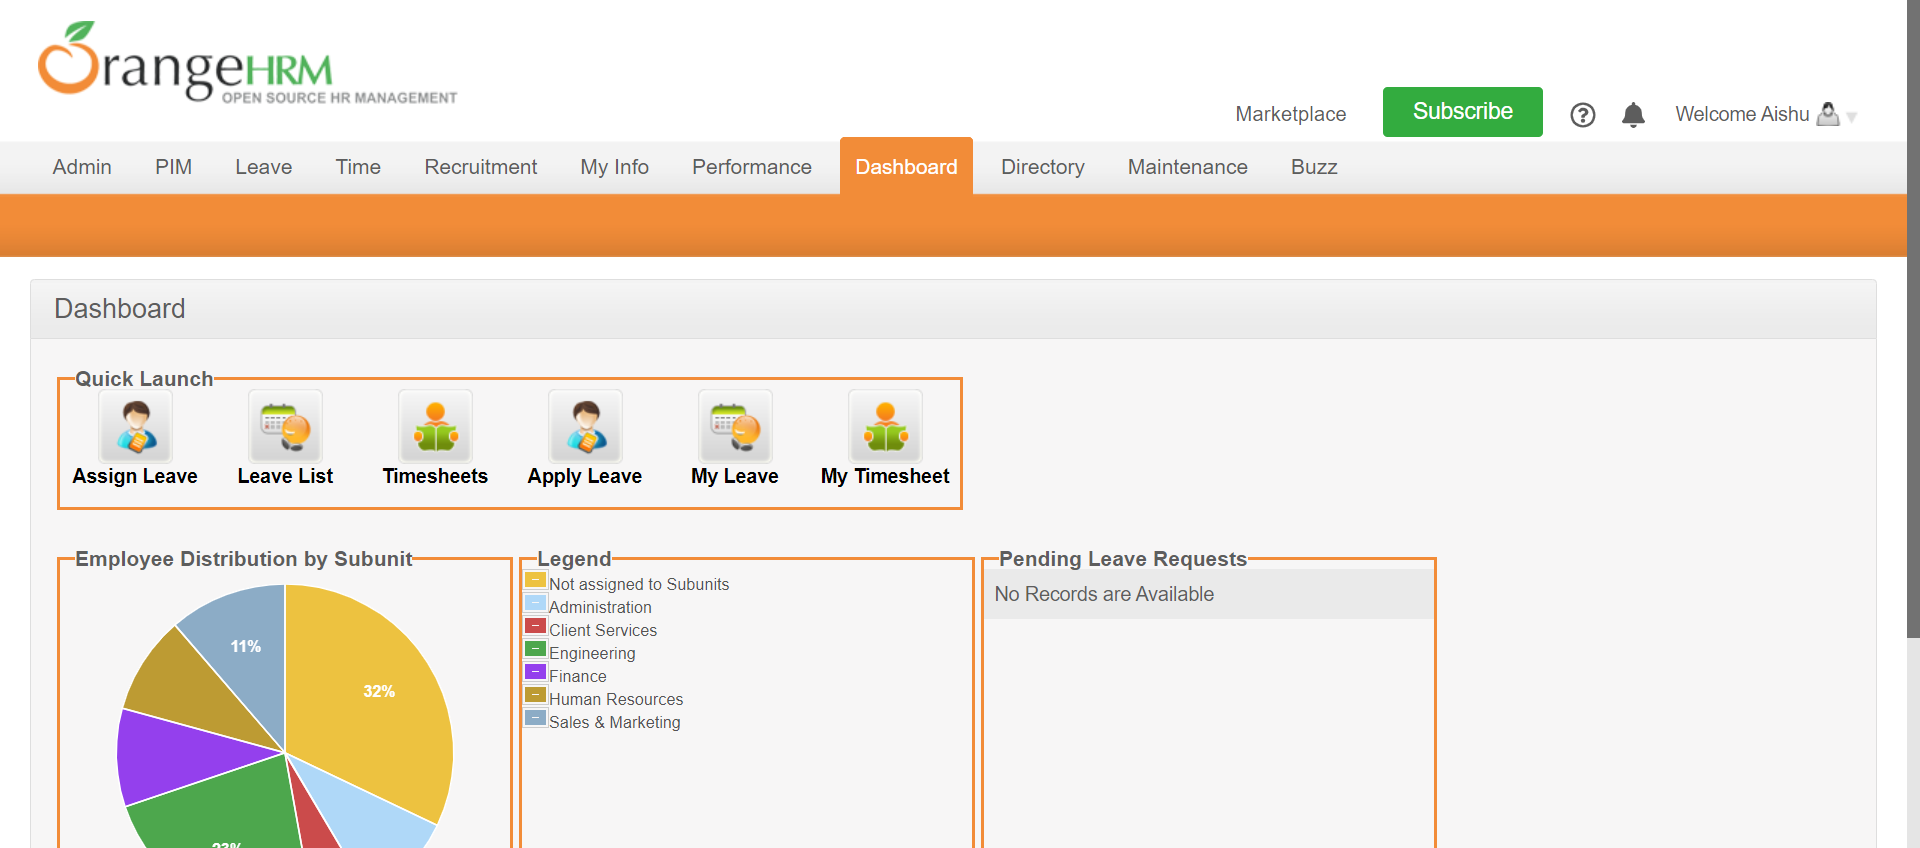 OrangeHRM
OPEN SOURCE HR MANAGEMENT
Marketplace
Subscribe
Welcome Aishu
Admin
PIM
Leave
Time
Recruitment
My Info
Performance
Dashboard
Directory
Maintenance
Buzz
Dashboard
Quick Launch
Assign Leave
Leave List
Timesheets
Apply Leave
My Leave
My Timesheet
Employee Distribution by Subunit
11%
32%
23%
Legend
Not assigned to Subunits
Administration
Client Services
Engineering
Finance
Human Resources
Sales & Marketing
Pending Leave Requests
No Records are Available